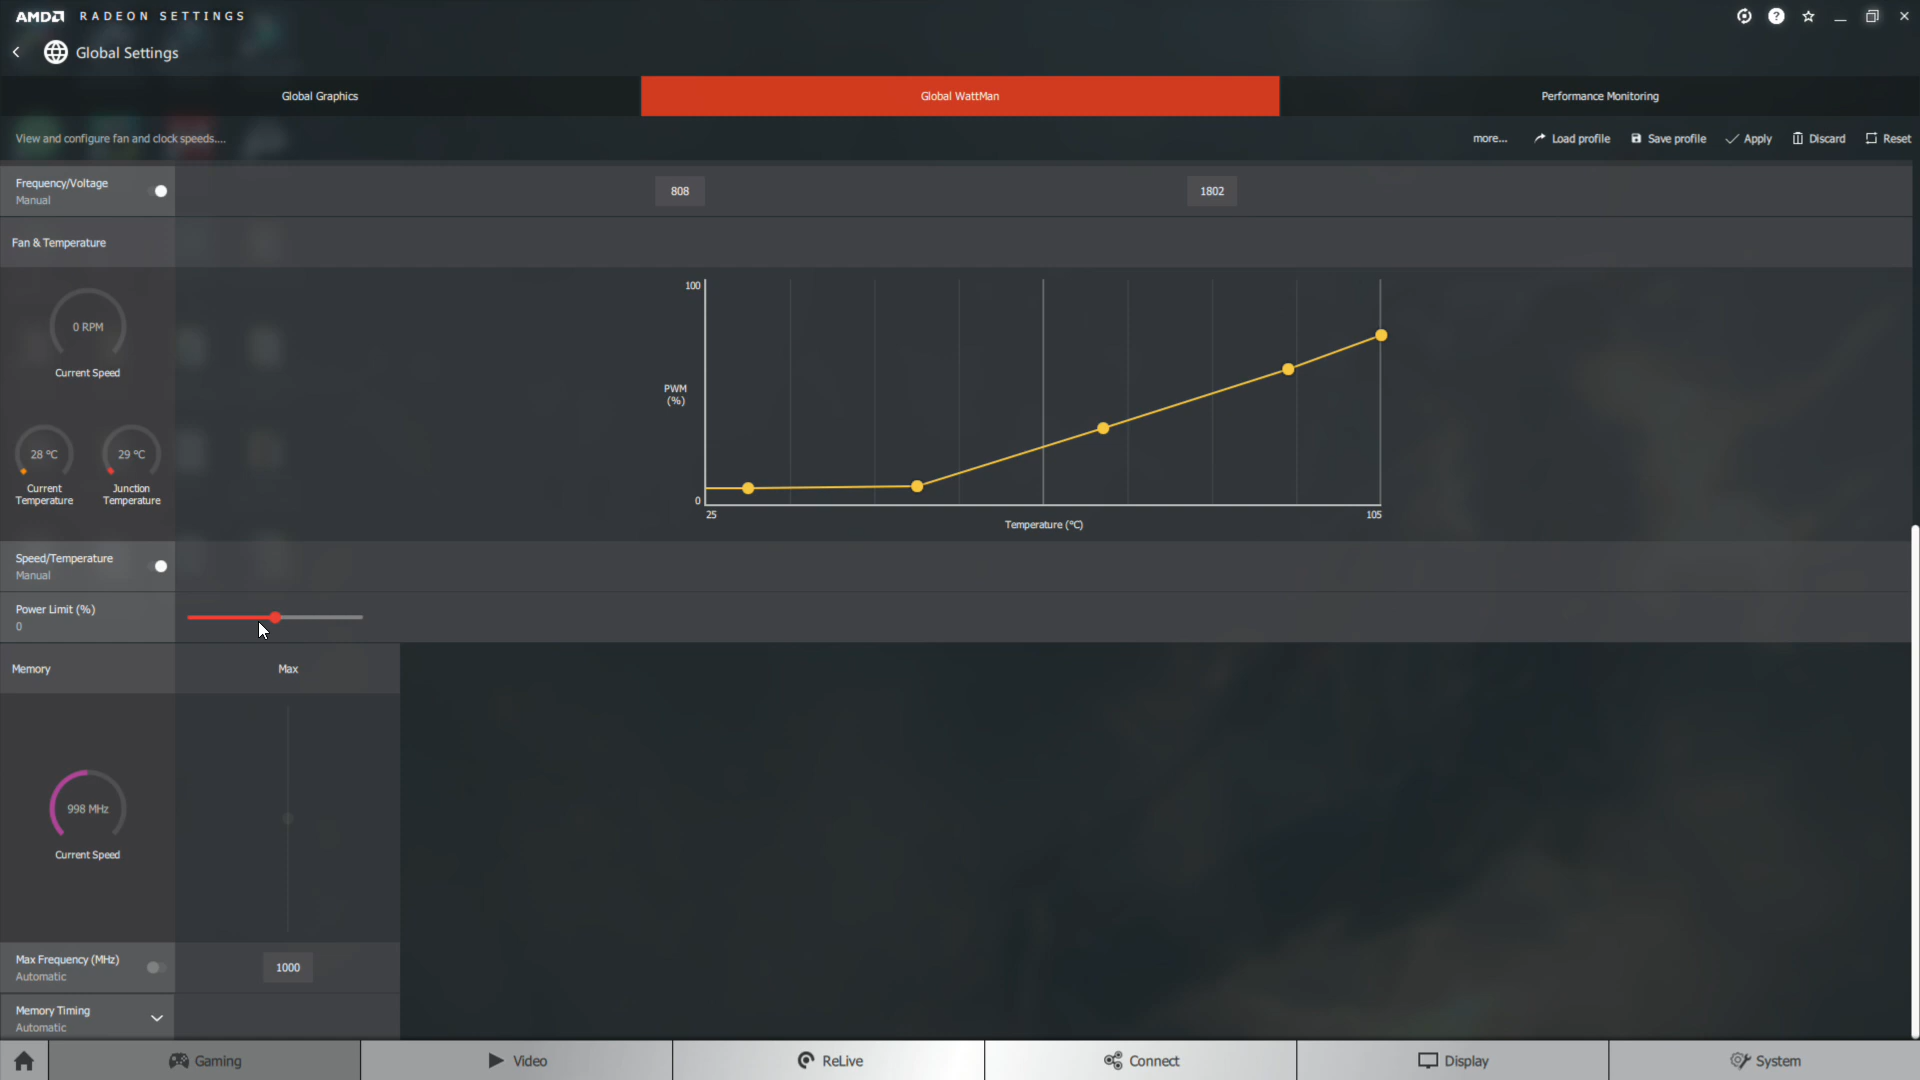 AMD RADEON SETTINGS
Global Settings
Global Graphics
Global WattMan
Performance Monitoring
View and configure fan and clock speeds....
more...
Load profile
Save profile
Apply
Discard
Reset
Frequency/Voltage
Manual
808
1802
Fan & Temperature
0 RPM
Current Speed
28 °C
Current
Temperature
29 °C
Junction
Temperature
100
PWM
(%)
0
25
105
Temperature (°C)
Speed/Temperature
Manual
Power Limit (%)
0
Memory
Max
998 MHz
Current Speed
Max Frequency (MHz)
Automatic
1000
Memory Timing
Automatic
Gaming
Video
ReLive
Connect
Display
System